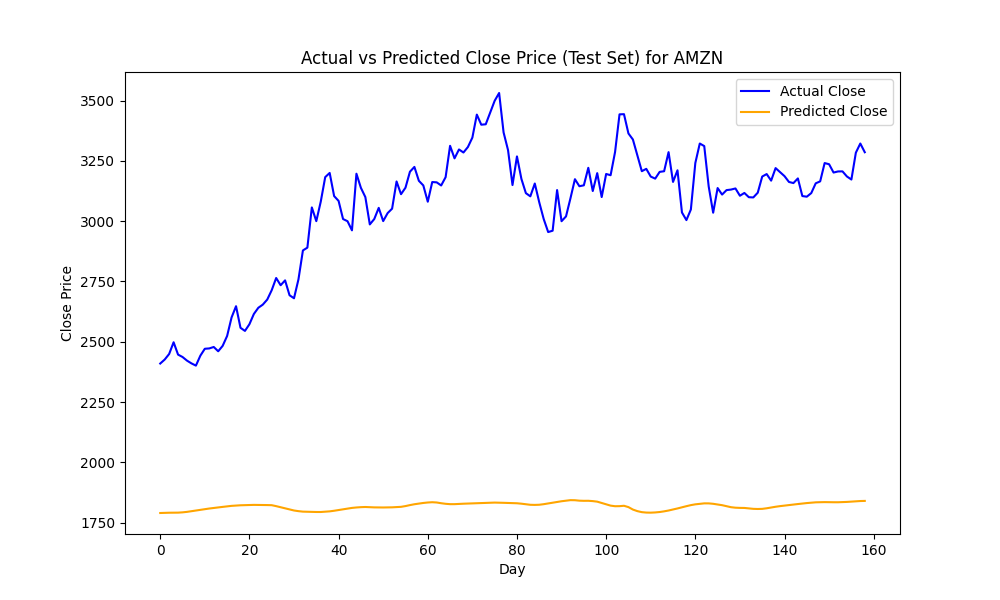 Actual vs Predicted Close Price (Test Set) for AMZN
Actual Close
Predicted Close
Close Price
3500
3250
3000
2750
2500
2250
2000
1750
0 20 40 60 80 100 120 140 160
Day